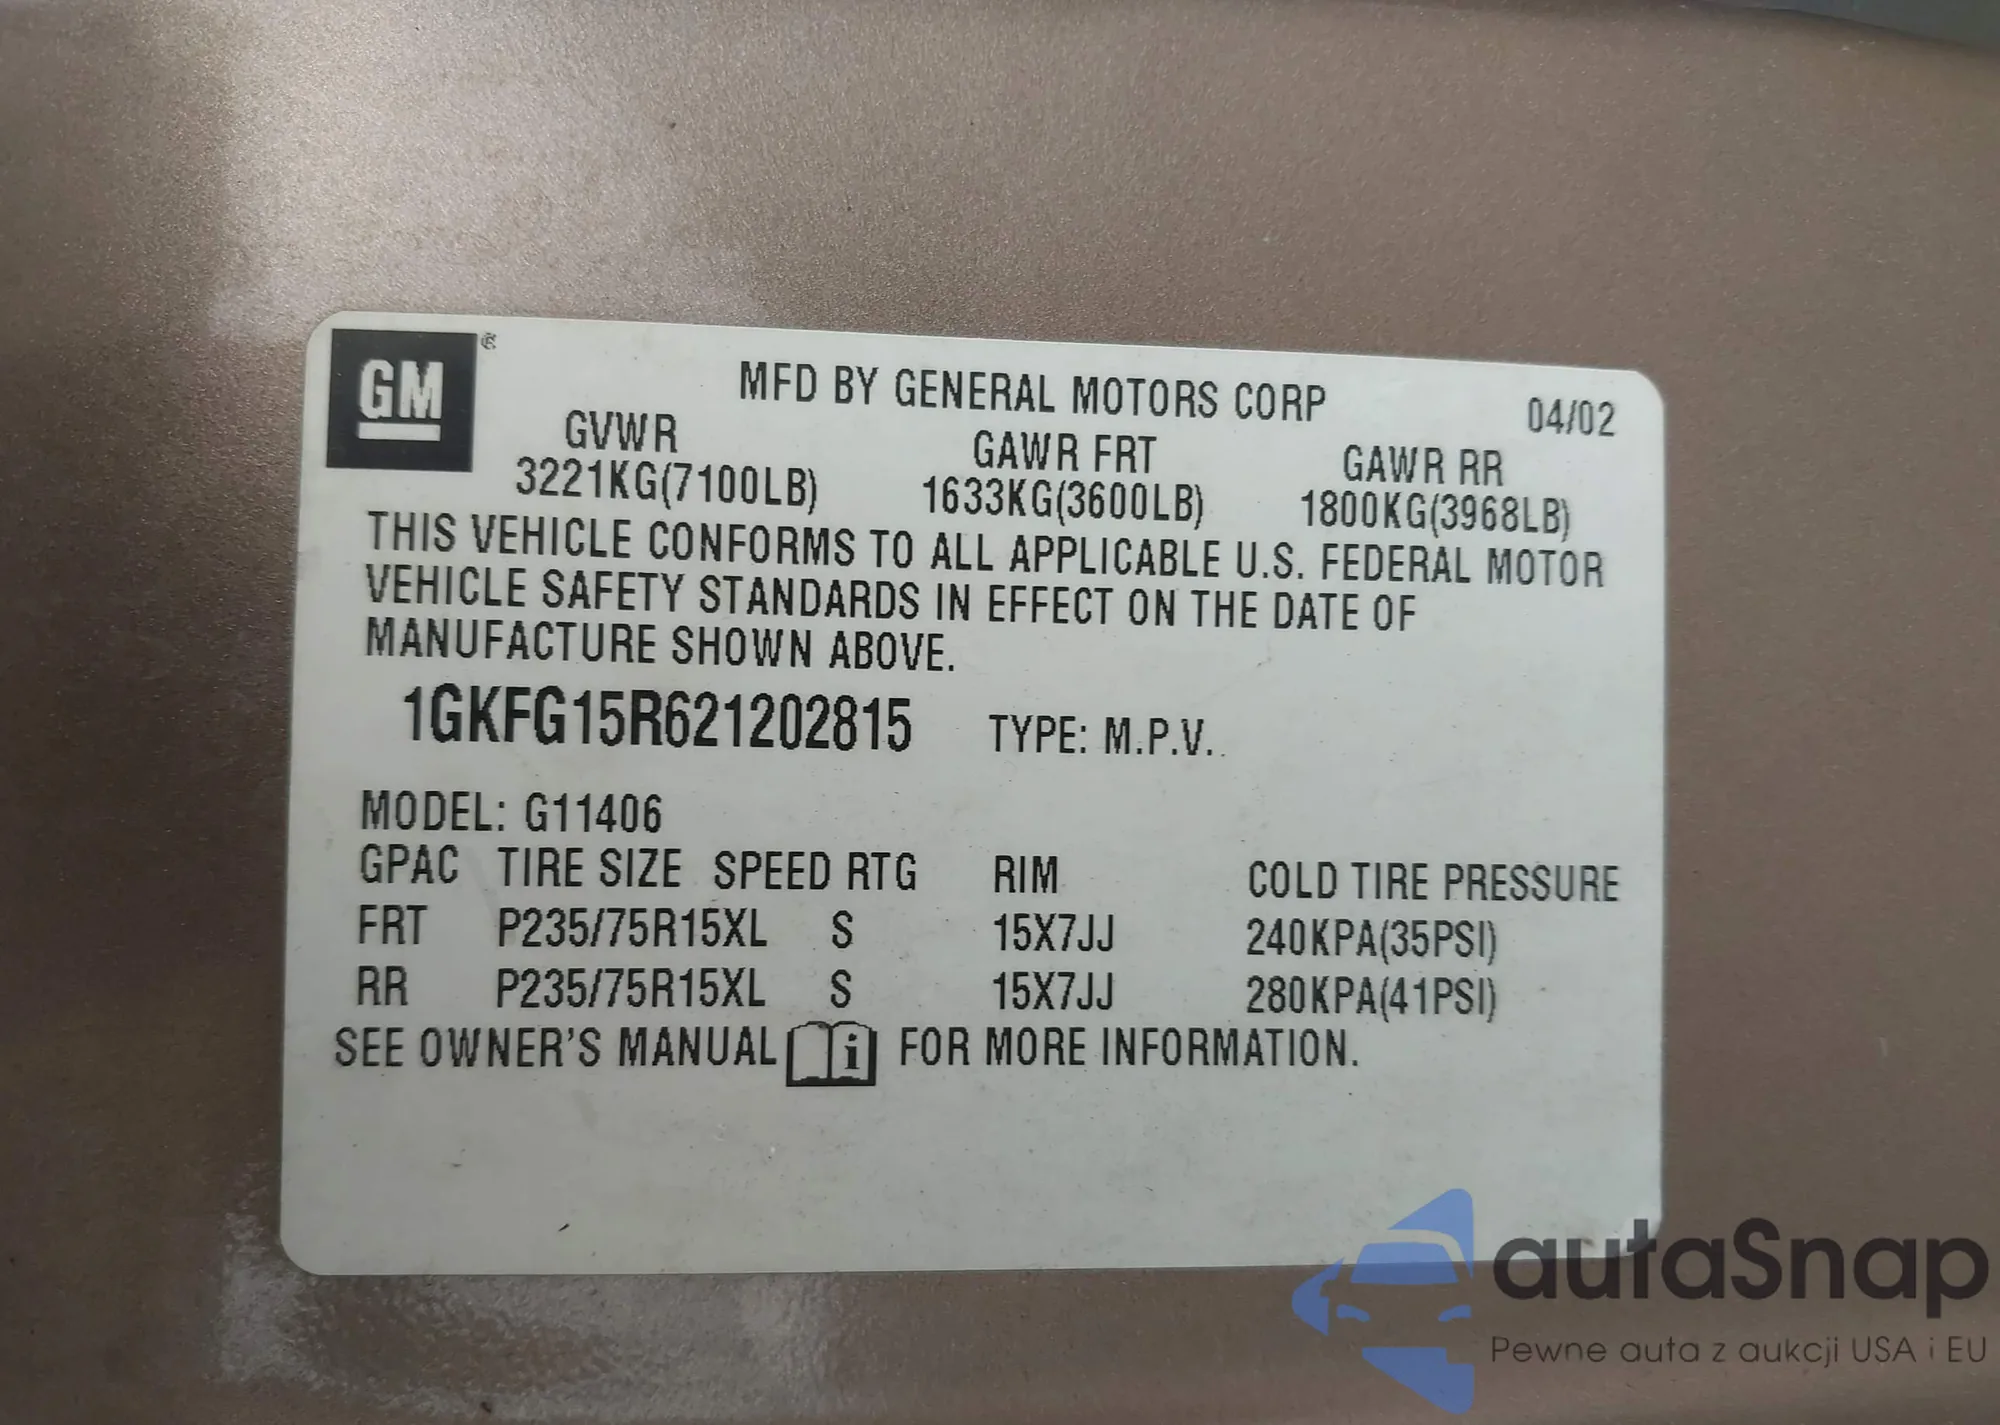 GM ®
MFD BY GENERAL MOTORS CORP 04/02
GVWR GAWR FRT GAWR RR
3221KG(7100LB) 1633KG(3600LB) 1800KG(3968LB)
THIS VEHICLE CONFORMS TO ALL APPLICABLE U.S. FEDERAL MOTOR
VEHICLE SAFETY STANDARDS IN EFFECT ON THE DATE OF
MANUFACTURE SHOWN ABOVE.
1GKFG15R621202815 TYPE: M.P.V.
MODEL: G11406
GPAC TIRE SIZE SPEED RTG RIM COLD TIRE PRESSURE
FRT P235/75R15XL S 15X7JJ 240KPA(35PSI)
RR P235/75R15XL S 15X7JJ 280KPA(41PSI)
SEE OWNER'S MANUAL i FOR MORE INFORMATION.
autaSnap
Pewne auta z aukcji USA i EU